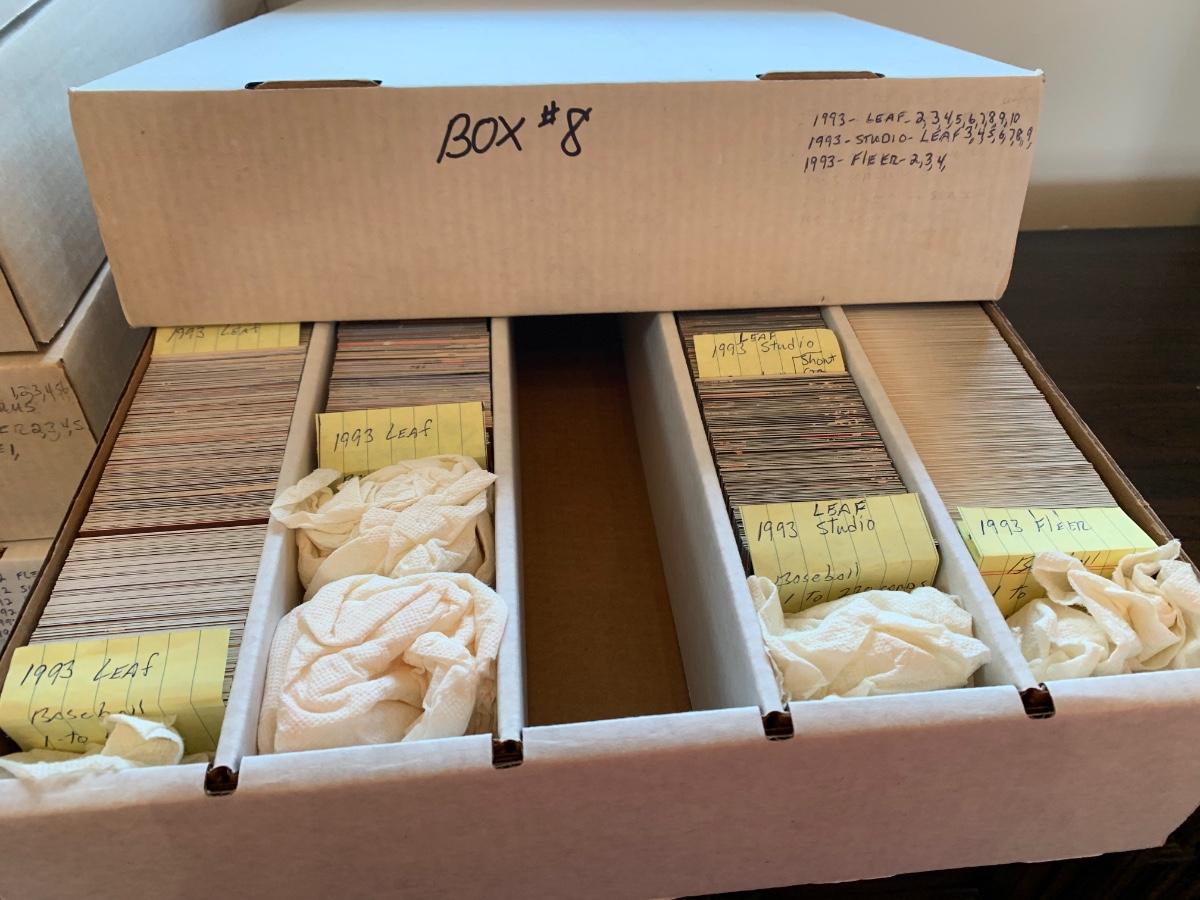 BOX #8
1993- LEAF- 2,3,4,5,6,7,8,9,10
1993- STUDIO- LEAF 3,4,5,6,7,8,9,
1993- FLEER- 2,3,4,
1993 LEAF
1993 LEAF
LEAF
1993 Studio
Short
LEAF
1993 Studio
Baseball
1 To
1993 FLEER
1 To
1993 LEAF
Baseball
1-to